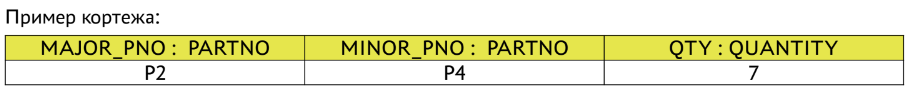 Пример кортежа:
MAJOR_PNO : PARTNO MINOR_PNO : PARTNO QTY : QUANTITY
P2 P4 7